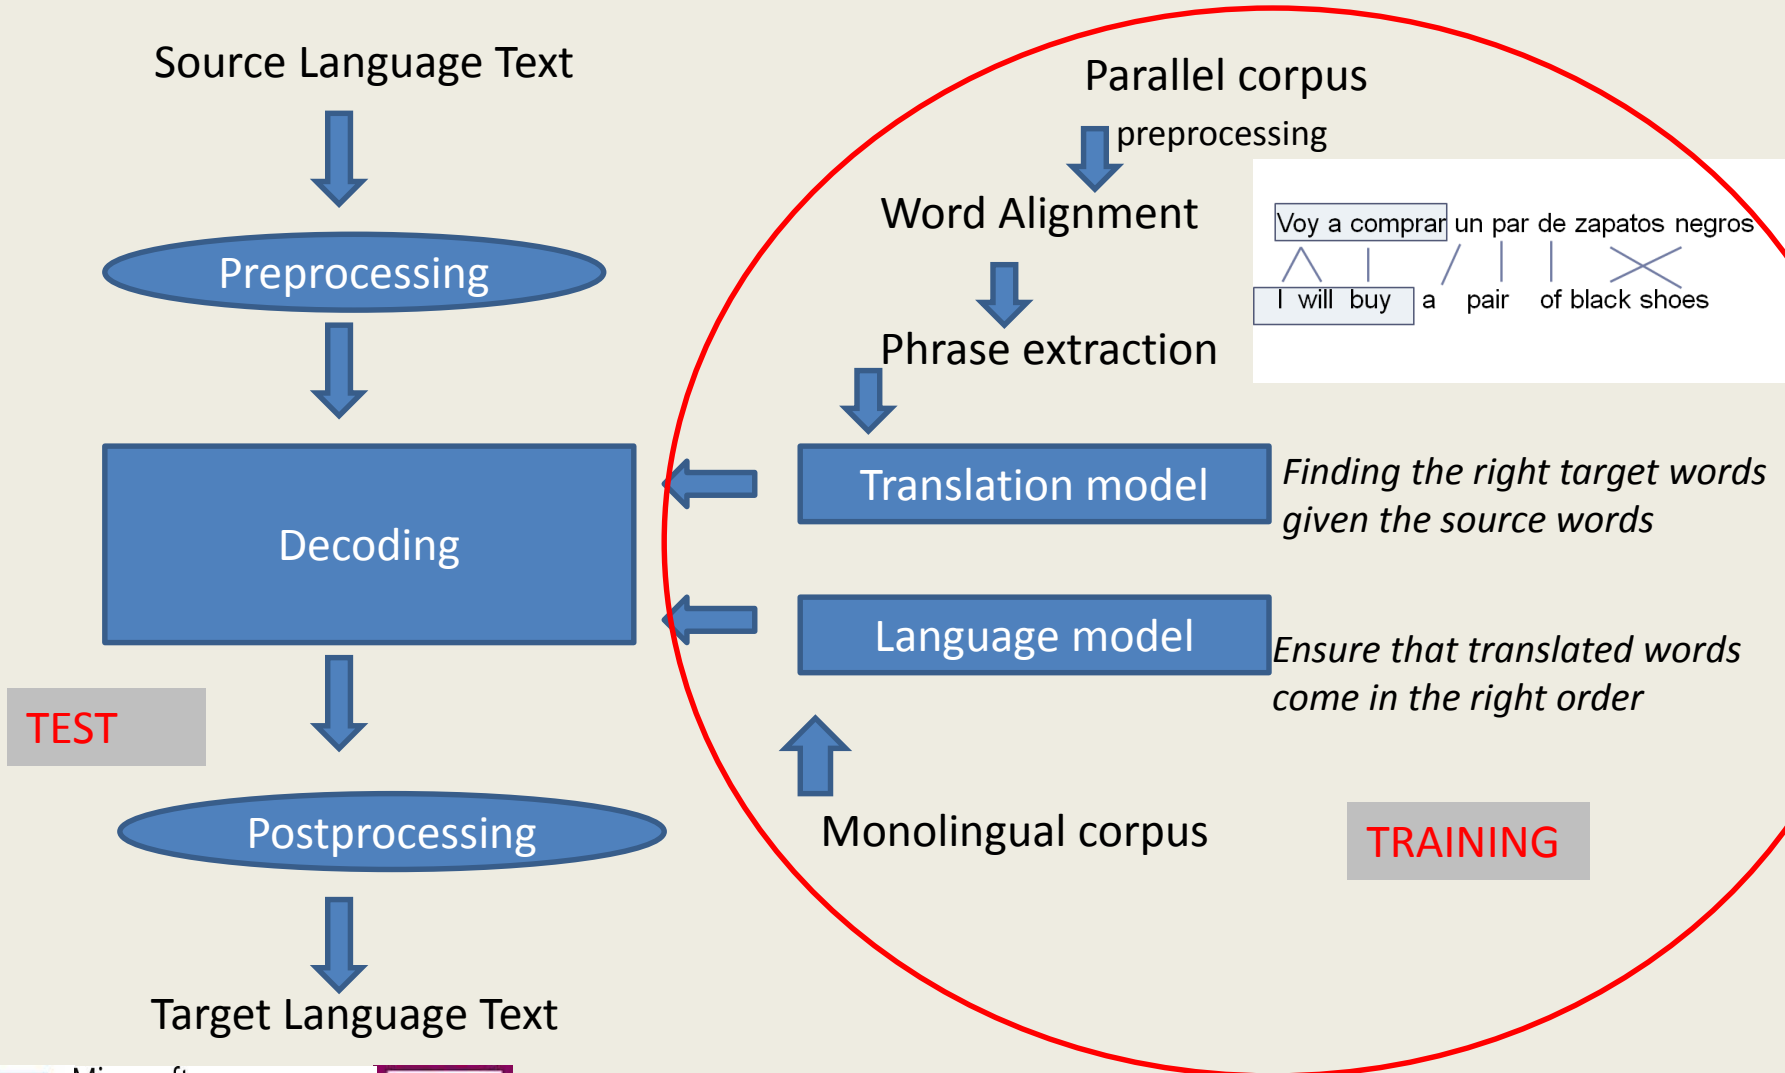 Source Language Text
Preprocessing
Decoding
TEST
Postprocessing
Target Language Text
Parallel corpus
preprocessing
Word Alignment
Phrase extraction
Voy a comprar un par de zapatos negros
I will buy a pair of black shoes
Translation model
Finding the right target words
given the source words
Language model
Ensure that translated words
come in the right order
Monolingual corpus
TRAINING